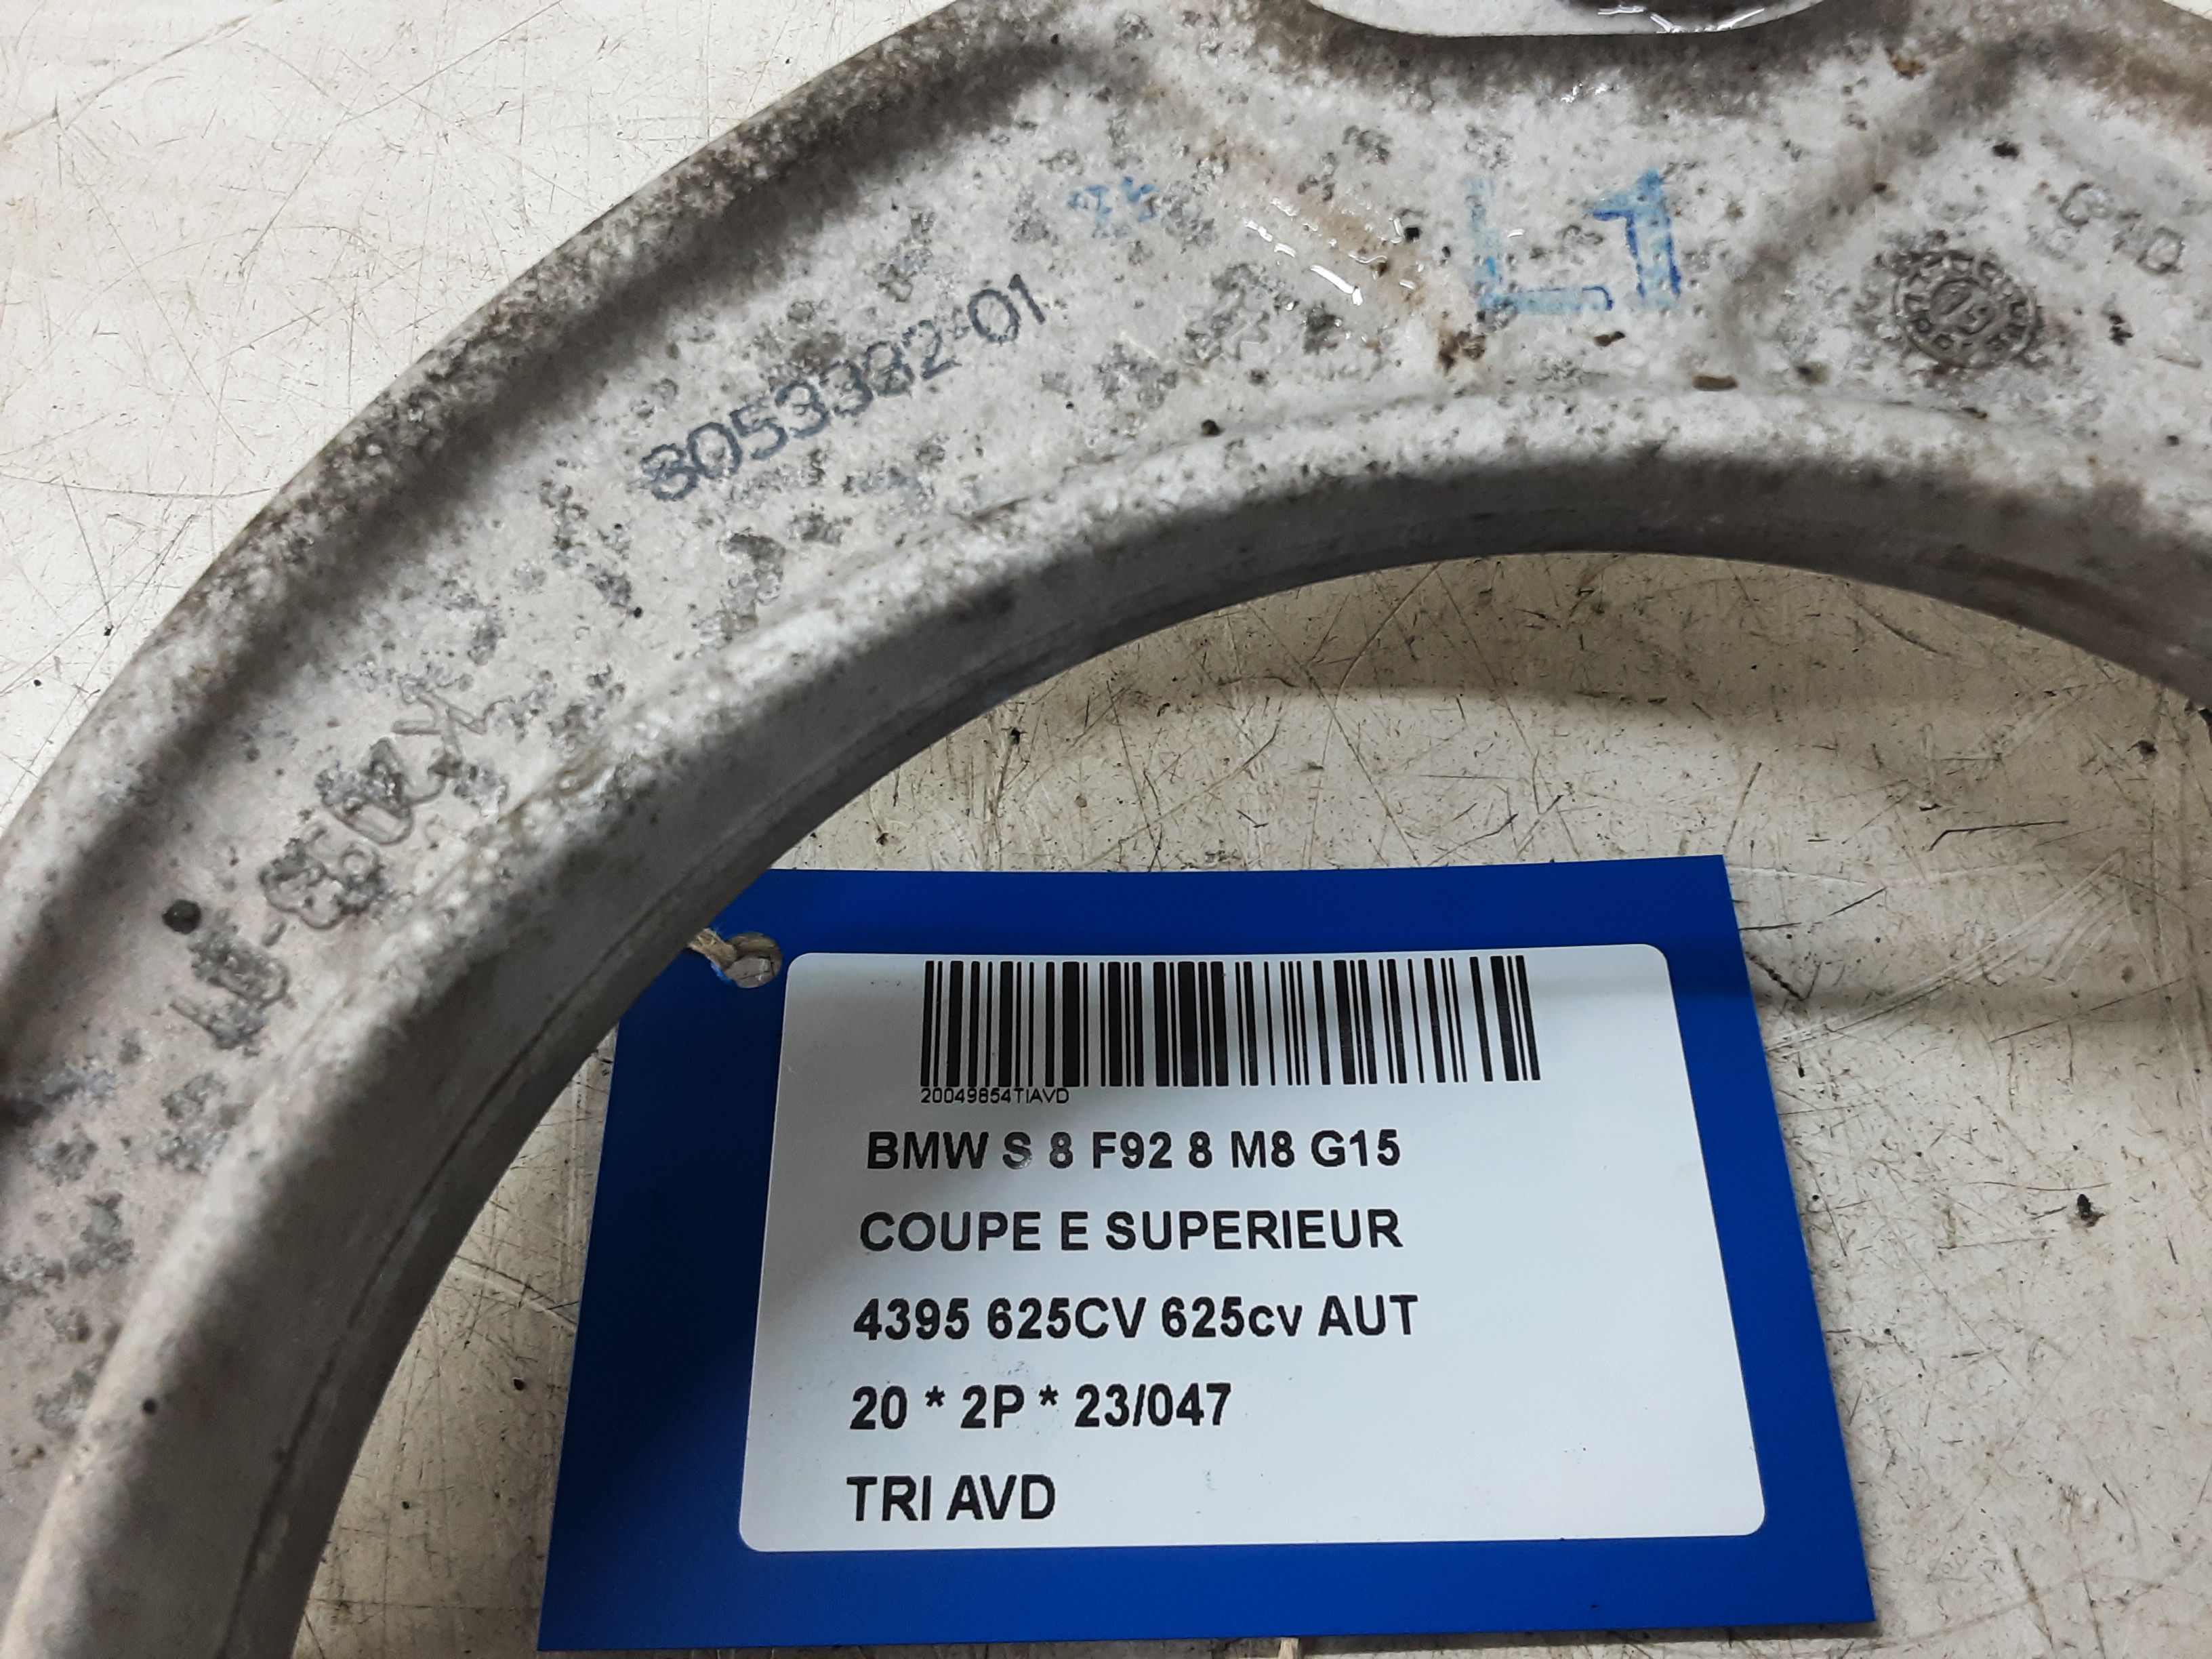 L1
8053382-01
20049854TIAVD
BMW S 8 F92 8 M8 G15
COUPE E SUPERIEUR
4395 625CV 625cv AUT
20 * 2P * 23/047
TRI AVD